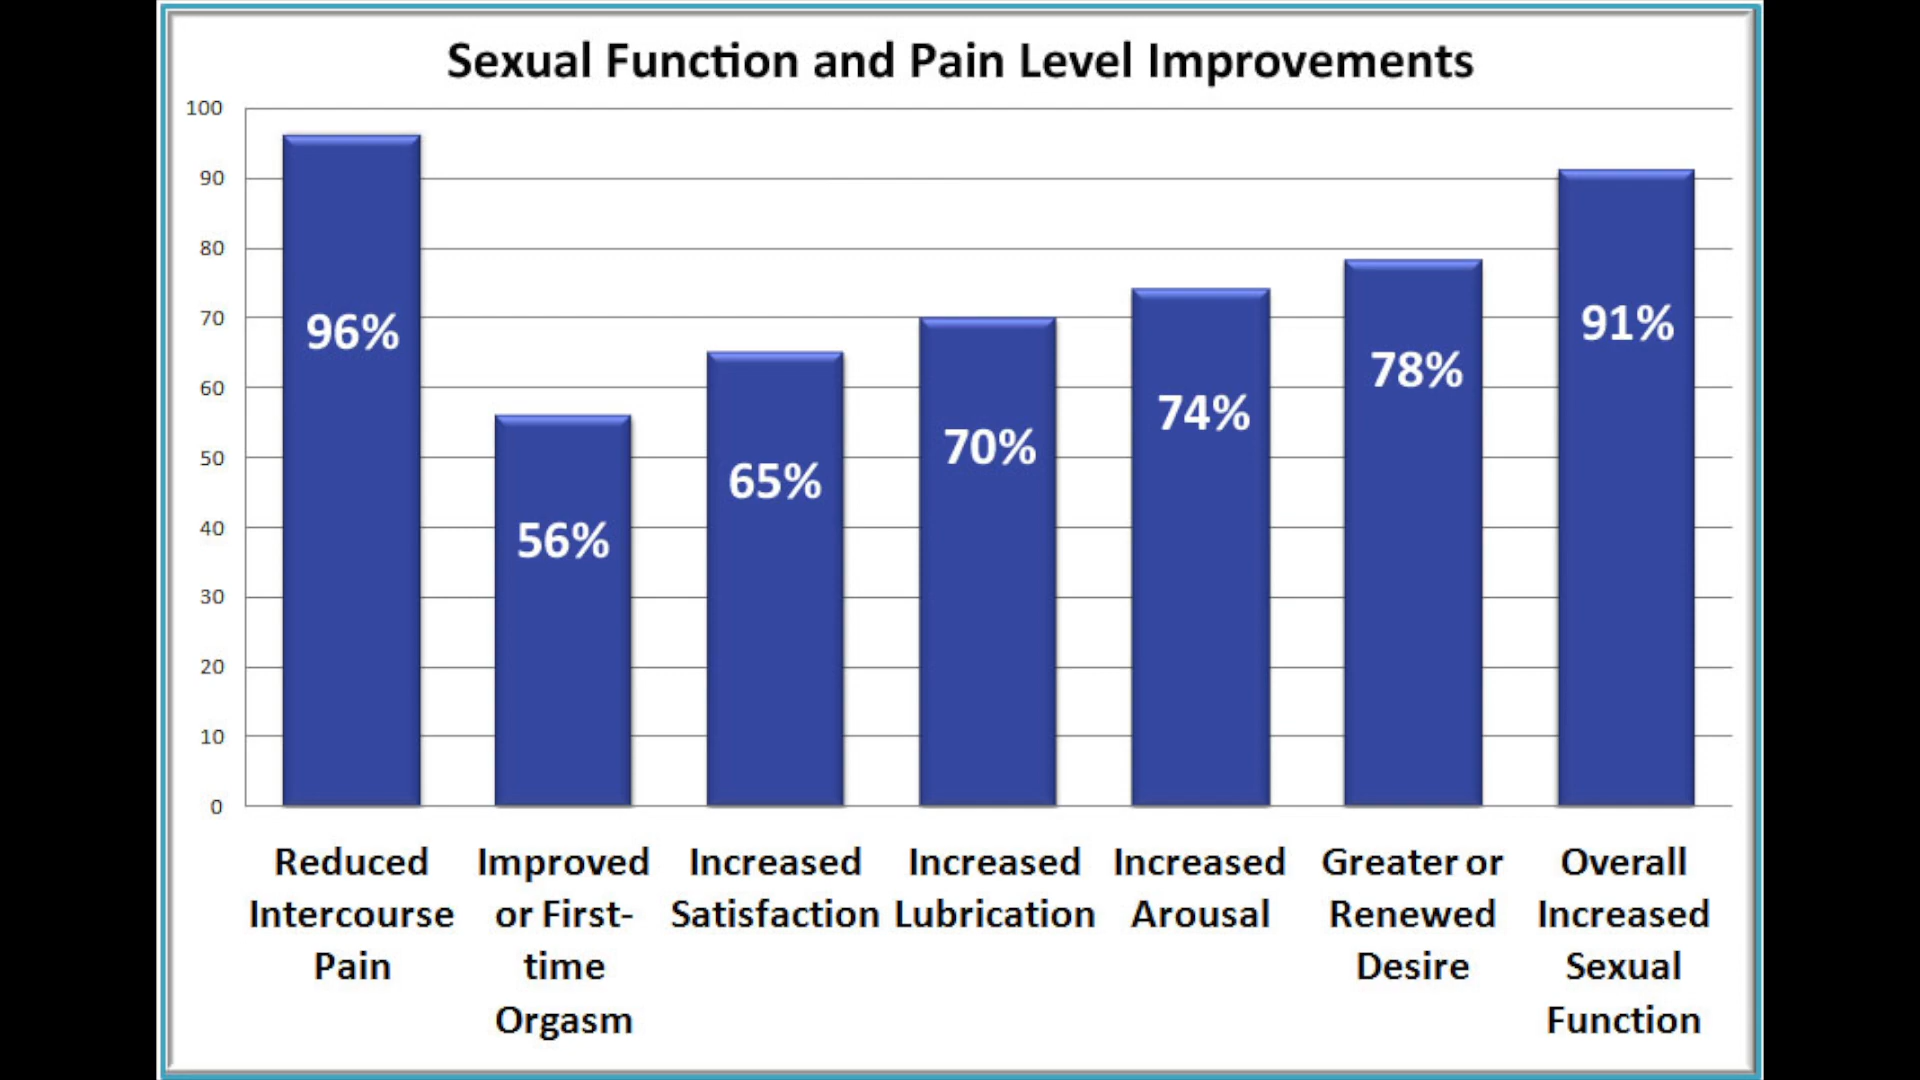 Sexual Function and Pain Level Improvements
100
90
80
70
60
50
40
30
20
10
0
96%
56%
65%
70%
74%
78%
91%
Reduced
Intercourse
Pain
Improved
or First-
time
Orgasm
Increased
Satisfaction
Increased
Lubrication
Increased
Arousal
Greater or
Renewed
Desire
Overall
Increased
Sexual
Function